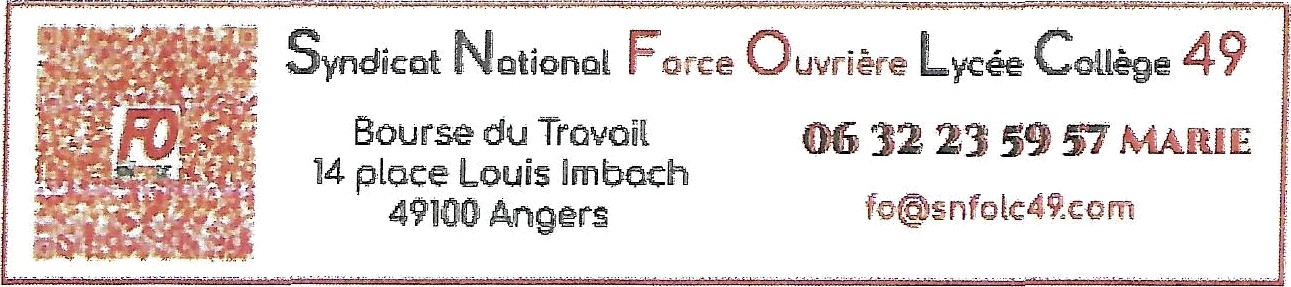 Syndicat National Force Ouvrière Lycée Collège 49
FO
Bourse du Travail
14 place Louis Imbach
49100 Angers
06 32 23 59 57 MARIE
fo@snfolc49.com